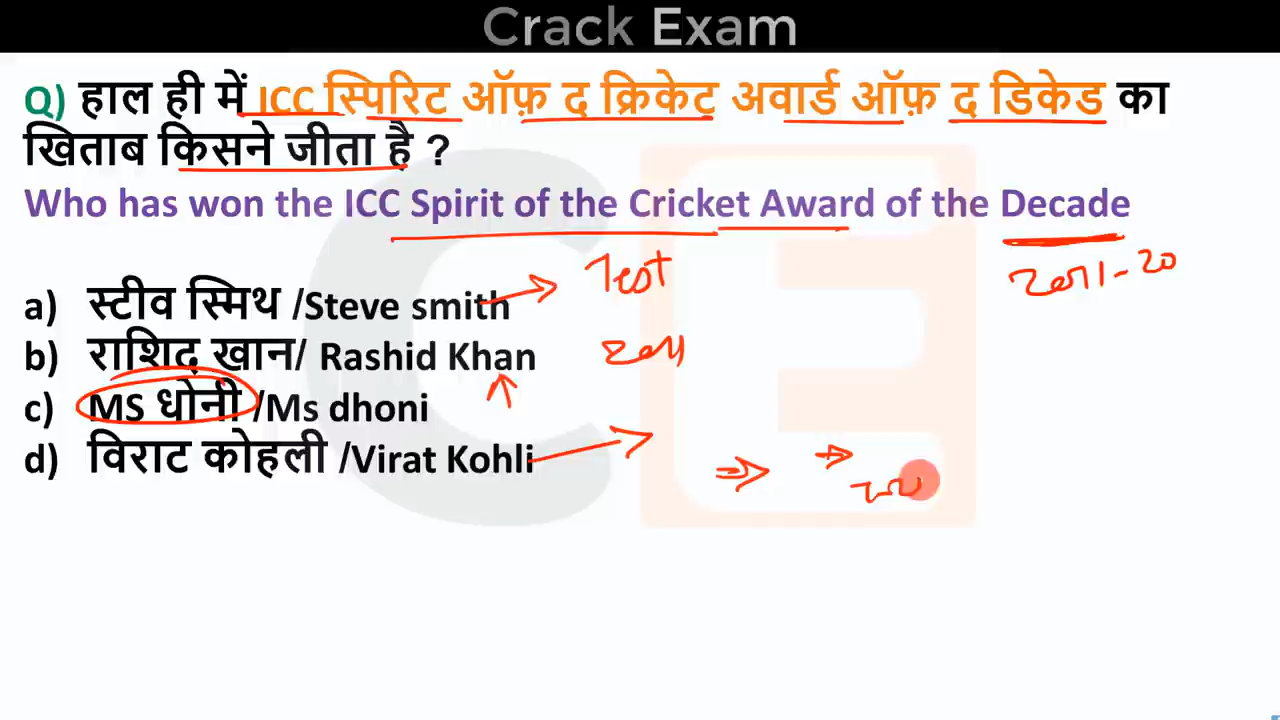 Crack Exam
Q) हाल ही में ICC स्पिरिट ऑफ़ द क्रिकेट अवार्ड ऑफ़ द डिकेड का
खिताब किसने जीता है ?
Who has won the ICC Spirit of the Cricket Award of the Decade
2011-20
a) स्टीव स्मिथ /Steve smith
Test
b) राशिद खान/ Rashid Khan
2011
c) MS धोनी /Ms dhoni
d) विराट कोहली /Virat Kohli